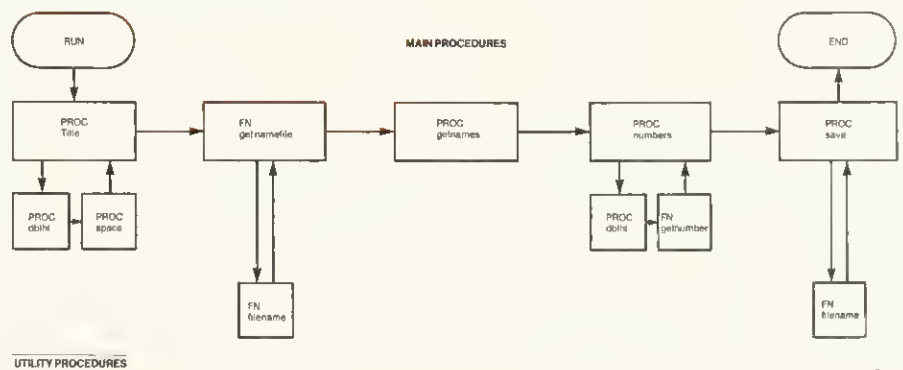 RUN
MAIN PROCEDURES
END
PROC
Title
FN
getnamefile
PROC
getnames
PROC
numbers
PROC
save
PROC
dblht
PROC
space
PROC
dblht
FN
getnumber
FN
filename
FN
filename
UTILITY PROCEDURES